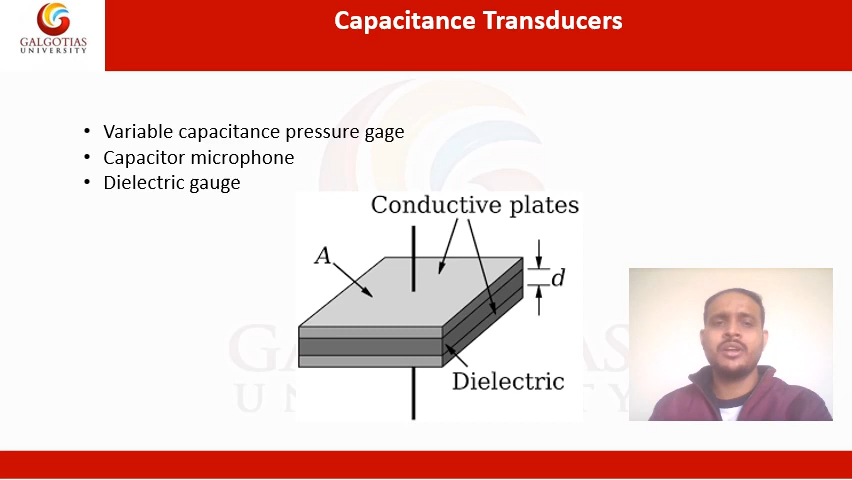 Capacitance Transducers
GALGOTIAS
UNIVERSITY
• Variable capacitance pressure gage
• Capacitor microphone
• Dielectric gauge
Conductive plates
A
d
Dielectric